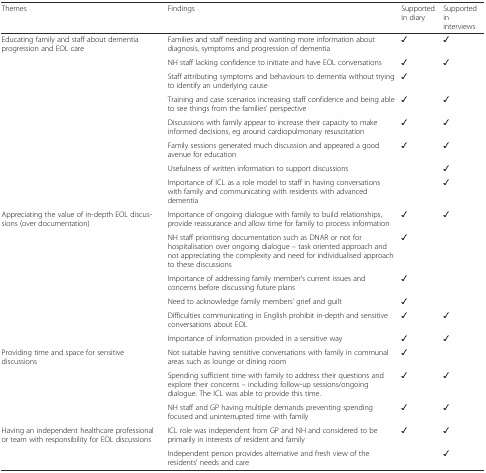 Themes Findings Supported in diary Supported in interviews
Educating family and staff about dementia progression and EOL care
Families and staff needing and wanting more information about diagnosis, symptoms and progression of dementia ✓ ✓
NH staff lacking confidence to initiate and have EOL conversations ✓ ✓
Staff attributing symptoms and behaviours to dementia without trying to identify an underlying cause ✓
Training and case scenarios increasing staff confidence and being able to see things from the families' perspective ✓ ✓
Discussions with family appear to increase their capacity to make informed decisions, eg around cardiopulmonary resuscitation ✓ ✓
Family sessions generated much discussion and appeared a good avenue for education ✓ ✓
Usefulness of written information to support discussions ✓
Importance of ICL as a role model to staff in having conversations with family and communicating with residents with advanced dementia ✓
Appreciating the value of in-depth EOL discus-
sions (over documentation)
Importance of ongoing dialogue with family to build relationships, provide reassurance and allow time for family to process information ✓ ✓
NH staff prioritising documentation such as DNAR or not for hospitalisation over ongoing dialogue – task oriented approach and not appreciating the complexity and need for individualised approach to these discussions ✓
Importance of addressing family member's current issues and concerns before discussing future plans ✓
Need to acknowledge family members' grief and guilt ✓
Difficulties communicating in English prohibit in-depth and sensitive conversations about EOL ✓ ✓
Importance of information provided in a sensitive way ✓ ✓
Providing time and space for sensitive discussions
Not suitable having sensitive conversations with family in communal areas such as lounge or dining room ✓
Spending sufficient time with family to address their questions and explore their concerns – including follow-up sessions/ongoing dialogue. The ICL was able to provide this time. ✓ ✓
NH staff and GP having multiple demands preventing spending focused and uninterrupted time with family ✓ ✓
Having an independent healthcare professional or team with responsibility for EOL discussions
ICL role was independent from GP and NH and considered to be primarily in interests of resident and family ✓ ✓
Independent person provides alternative and fresh view of the residents' needs and care ✓